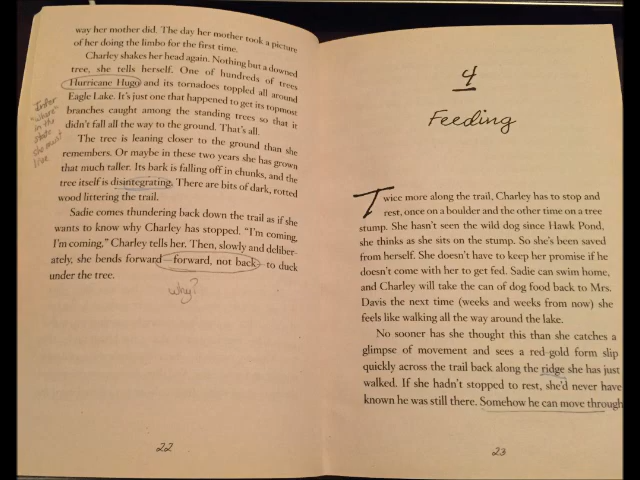 way her mother did. The day her mother took a picture
of her doing the limbo for the first time.
Charley shakes her head again. Nothing but a downed
tree, she tells herself. One of hundreds of trees
Hurricane Hugo and its tornadoes toppled all around
Eagle Lake. It's just one that happened to get its topmost
branches caught among the standing trees so that it
didn't fall all the way to the ground. That's all.
The tree is leaning closer to the ground than she
remembers. Or maybe in these two years she has grown
that much taller. Its bark is falling off in chunks, and the
tree itself is disintegrating. There are bits of dark, rotted
wood littering the trail.
Sadie comes thundering back down the trail as if she
wants to know why Charley has stopped. "I'm coming,
I'm coming," Charley tells her. Then, slowly and deliber-
ately, she bends forward—forward, not back—to duck
under the tree.
Infer
"where"
in the
state
she must
live
why?
22
4
Feeding
Twice more along the trail, Charley has to stop and
rest, once on a boulder and the other time on a tree
stump. She hasn't seen the wild dog since Hawk Pond,
she thinks as she sits on the stump. So she's been saved
from herself. She doesn't have to keep her promise if he
doesn't come with her to get fed. Sadie can swim home,
and Charley will take the can of dog food back to Mrs.
Davis the next time (weeks and weeks from now) she
feels like walking all the way around the lake.
No sooner has she thought this than she catches a
glimpse of movement and sees a red-gold form slip
quickly across the trail back along the ridge she has just
walked. If she hadn't stopped to rest, she'd never have
known he was still there. Somehow he can move through
23